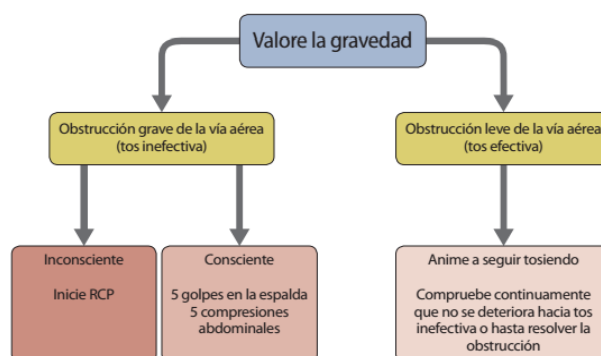 Valore la gravedad
Obstrucción grave de la vía aérea
(tos inefectiva)
Obstrucción leve de la vía aérea
(tos efectiva)
Inconsciente
Inicie RCP
Consciente
5 golpes en la espalda
5 compresiones
abdominales
Anime a seguir tosiendo
Compruebe continuamente
que no se deteriora hacia tos
inefectiva o hasta resolver la
obstrucción